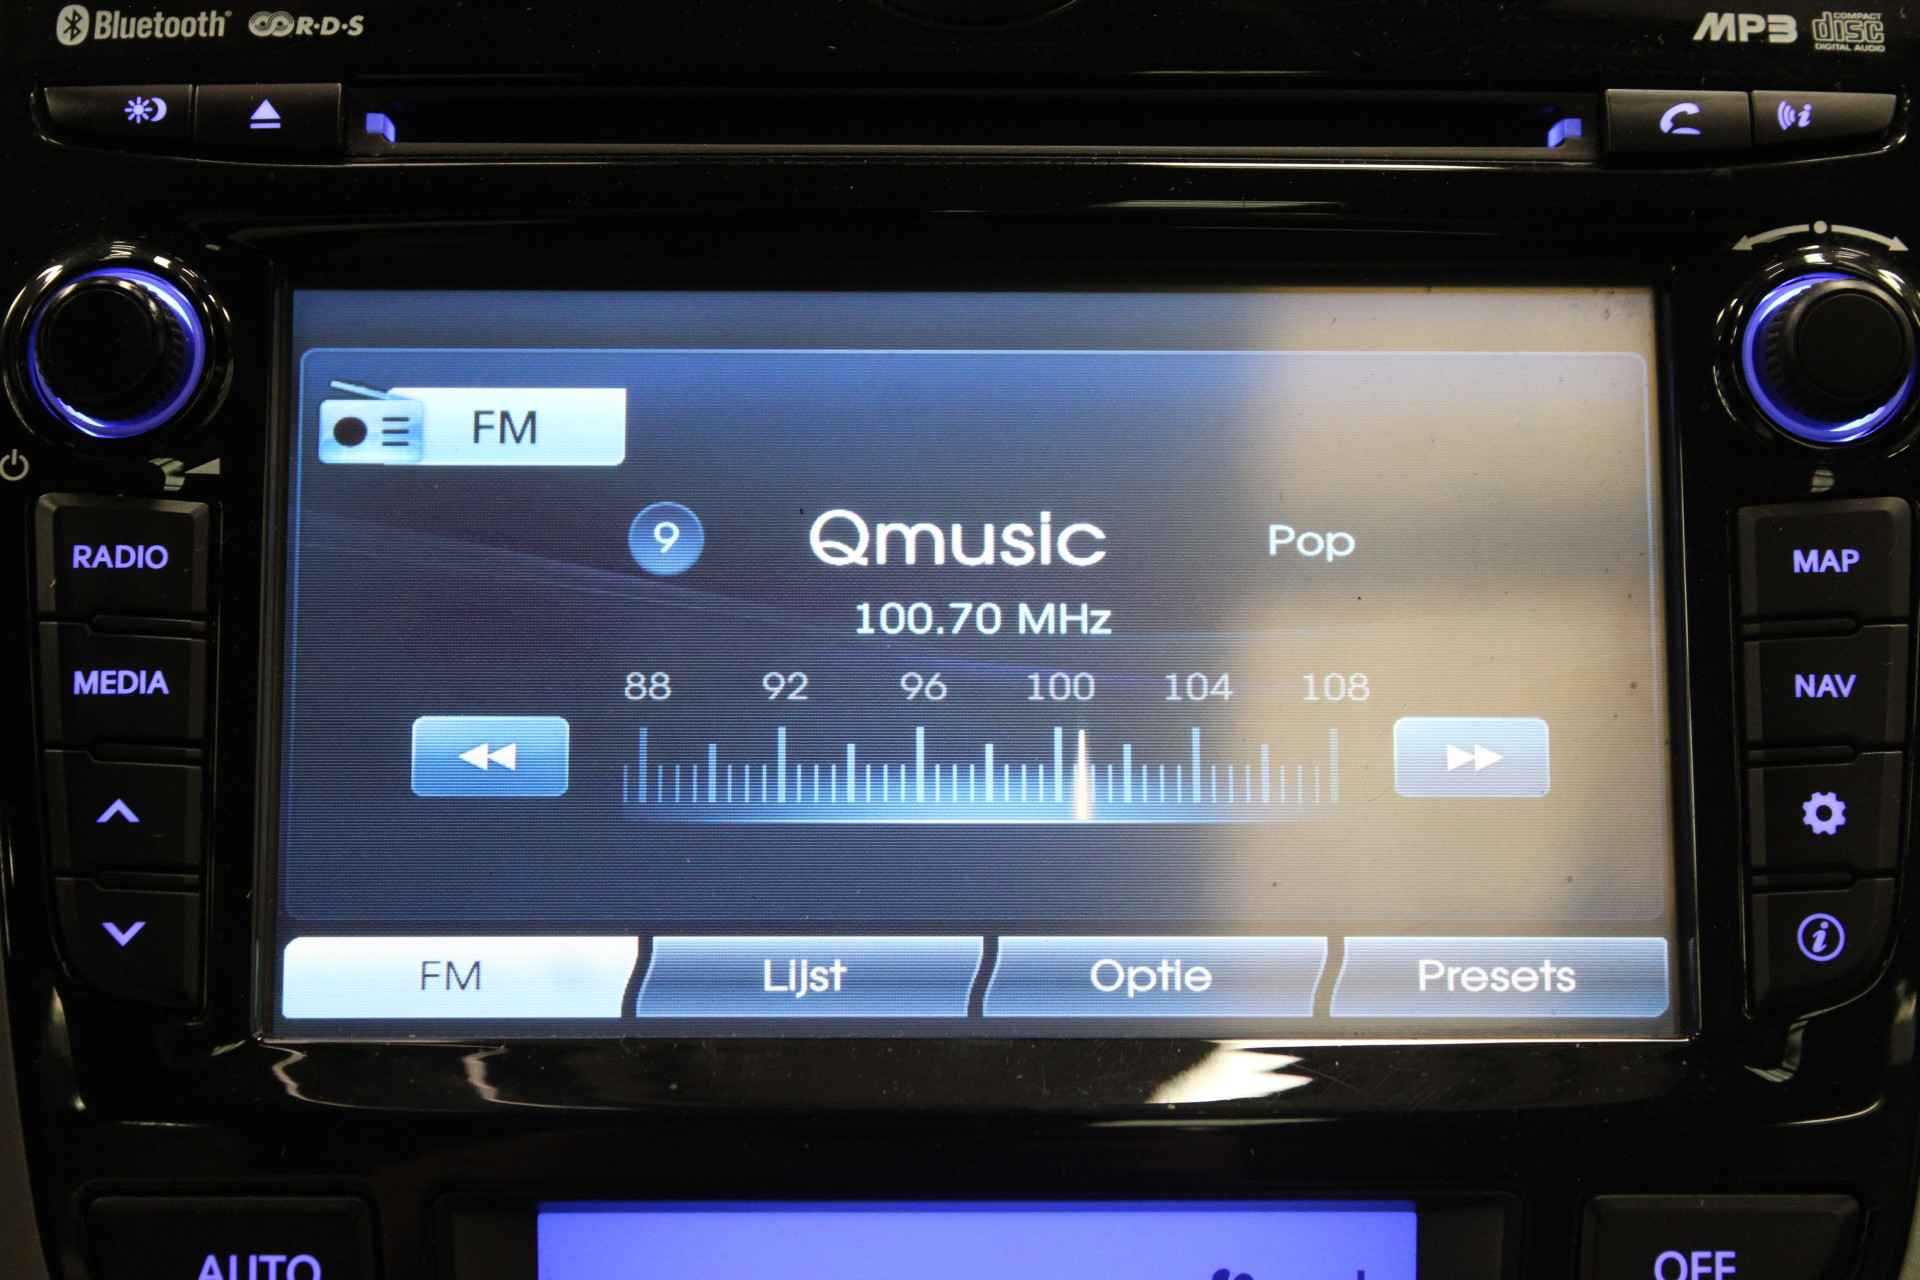 Bluetooth® R·D·S MP3 COMPACT disc DIGITAL AUDIO
FM
9 Qmusic Pop
100.70 MHz
88 92 96 100 104 108
FM Lijst Optie Presets
RADIO
MEDIA
MAP
NAV
AUTO
OFF